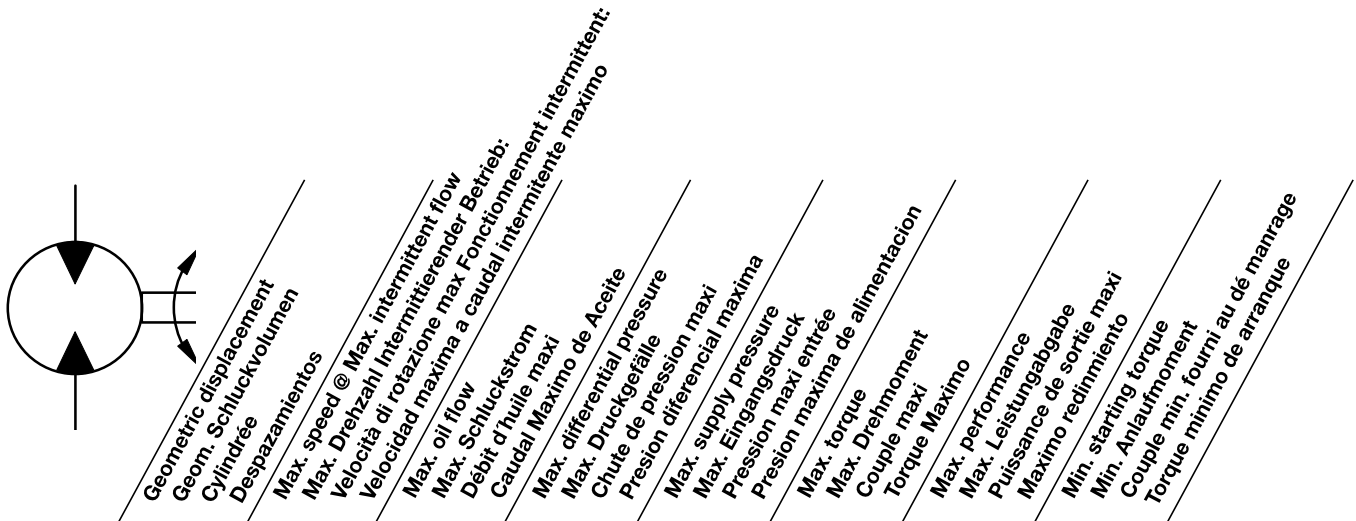 Geometric displacement
Geom. Schluckvolumen
Cylindrée
Despazamientos
Max. speed @ Max. intermittent flow
Max. Drehzahl Intermittierender Betrieb:
Velocità di rotazione max Fonctionnement intermittent:
Velocidad maxima a caudal intermitente maximo
Max. oil flow
Max. Schluckstrom
Débit d'huile maxi
Caudal Maximo de Aceite
Max. differential pressure
Max. Druckgefälle
Chute de pression maxi
Presion diferencial maxima
Max. supply pressure
Max. Eingangsdruck
Pression maxi entrée
Presion maxima de alimentacion
Max. torque
Max. Drehmoment
Couple maxi
Torque Maximo
Max. performance
Max. Leistungabgabe
Puissance de sortie maxi
Maximo redinmiento
Min. starting torque
Min. Anlaufmoment
Couple min. fourni au dé manrage
Torque minimo de arranque